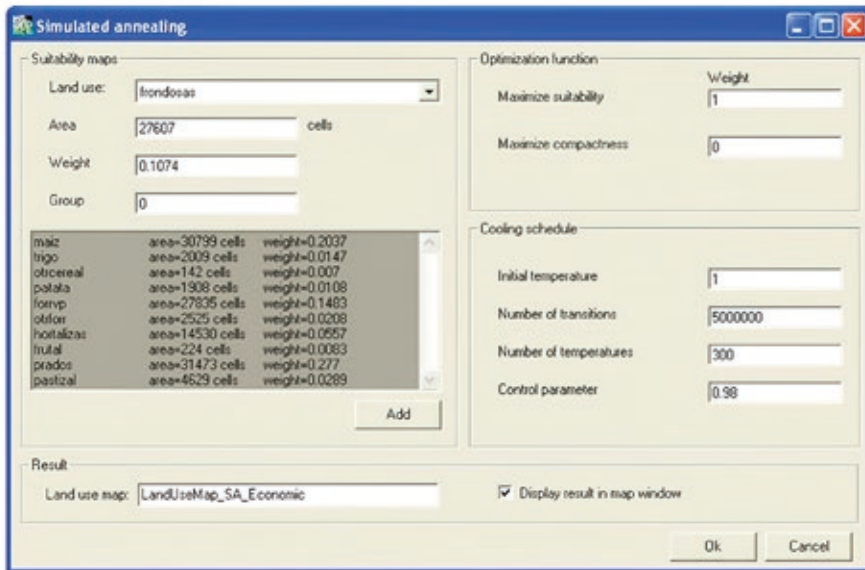 Simulated annealing
Suitability maps
Land use: frondosas
Area 27607 cells
Weight 0.1074
Group 0
maiz area=30799 cells weight=0.2037
trigo area=2009 cells weight=0.0147
otrcereal area=142 cells weight=0.007
patata area=1908 cells weight=0.0108
forrvp area=27835 cells weight=0.1483
otrforr area=2525 cells weight=0.0208
hortalizas area=14530 cells weight=0.0557
frutal area=224 cells weight=0.0083
prados area=31473 cells weight=0.277
pastizal area=4629 cells weight=0.0289
Add
Optimization function
Weight
Maximize suitability 1
Maximize compactness 0
Cooling schedule
Initial temperature 1
Number of transitions 5000000
Number of temperatures 300
Control parameter 0.98
Result
Land use map: LandUseMap_SA_Economic
Display result in map window
Ok Cancel